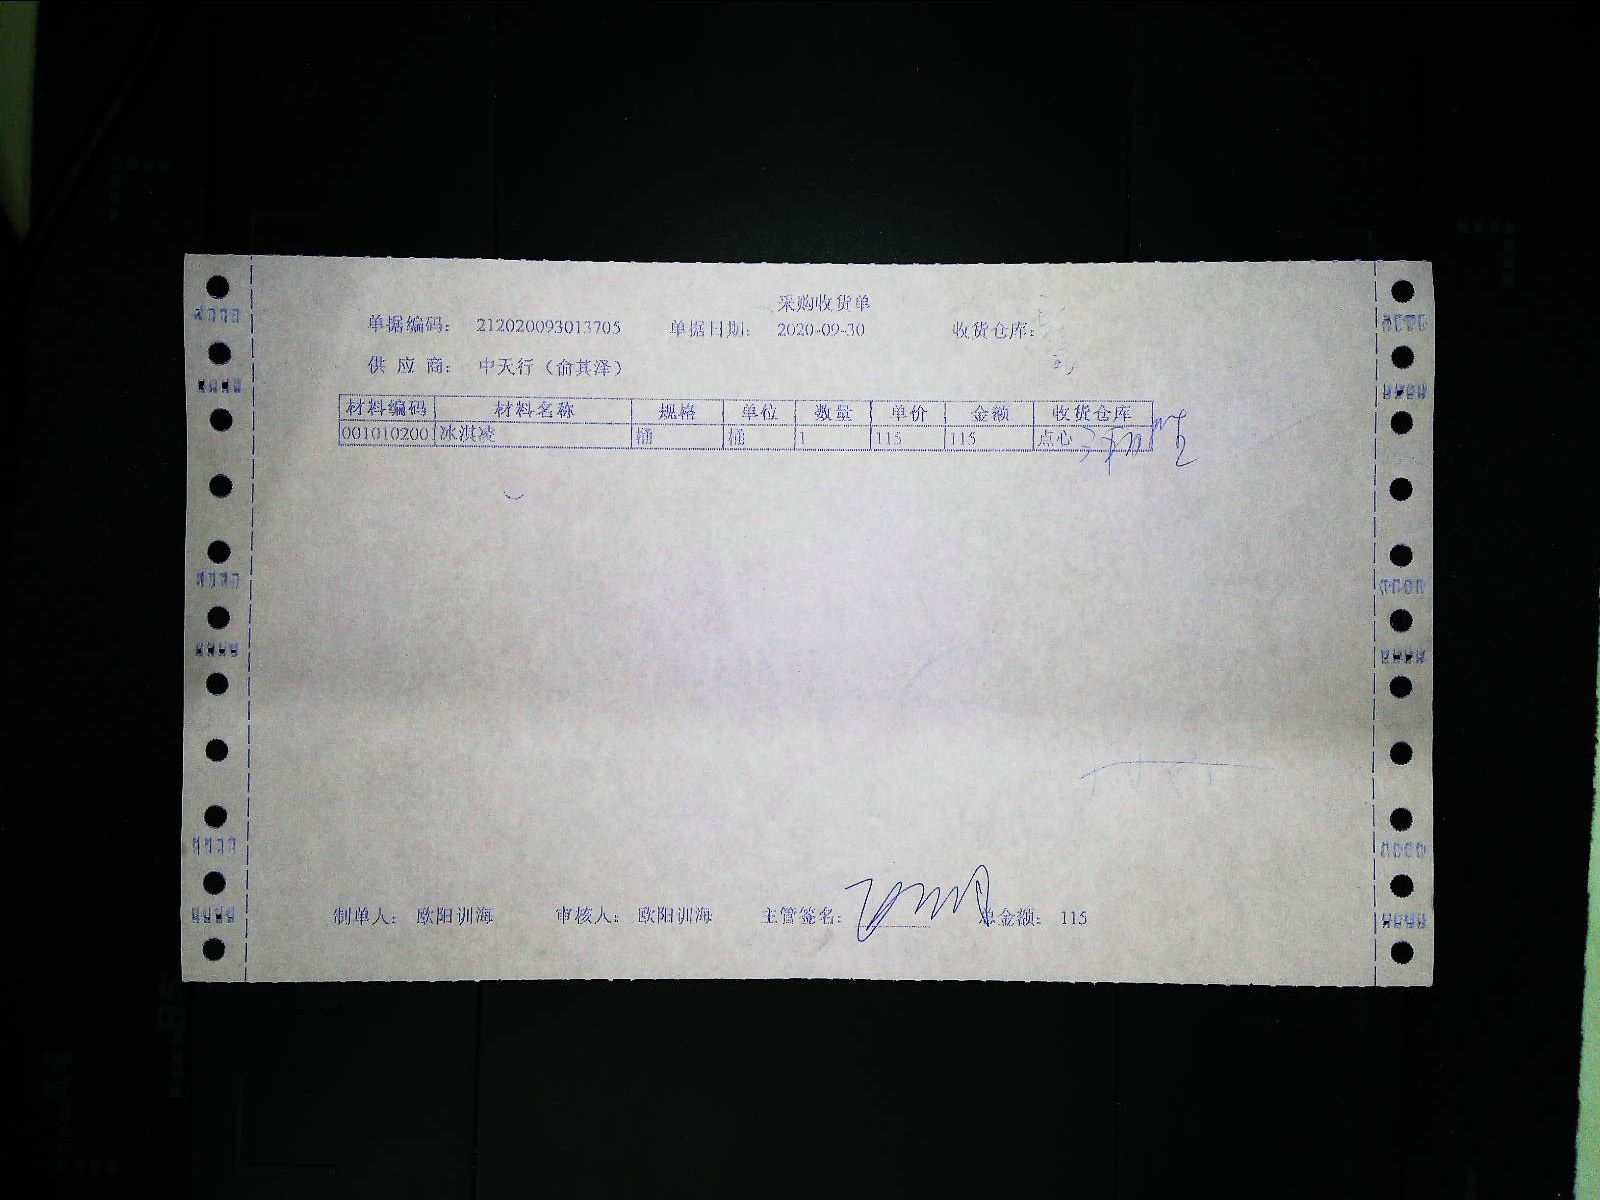 采购收货单
单据编码: 212020093013705 单据日期: 2020-09-30 收货仓库:
供应商: 中天行(俞其泽)
材料编码 材料名称 规格 单位 数量 单价 金额 收货仓库
0010102001 冰淇凌 桶 桶 1 115 115 点心
制单人: 欧阳训海 审核人: 欧阳训海 主管签名: 总金额: 115